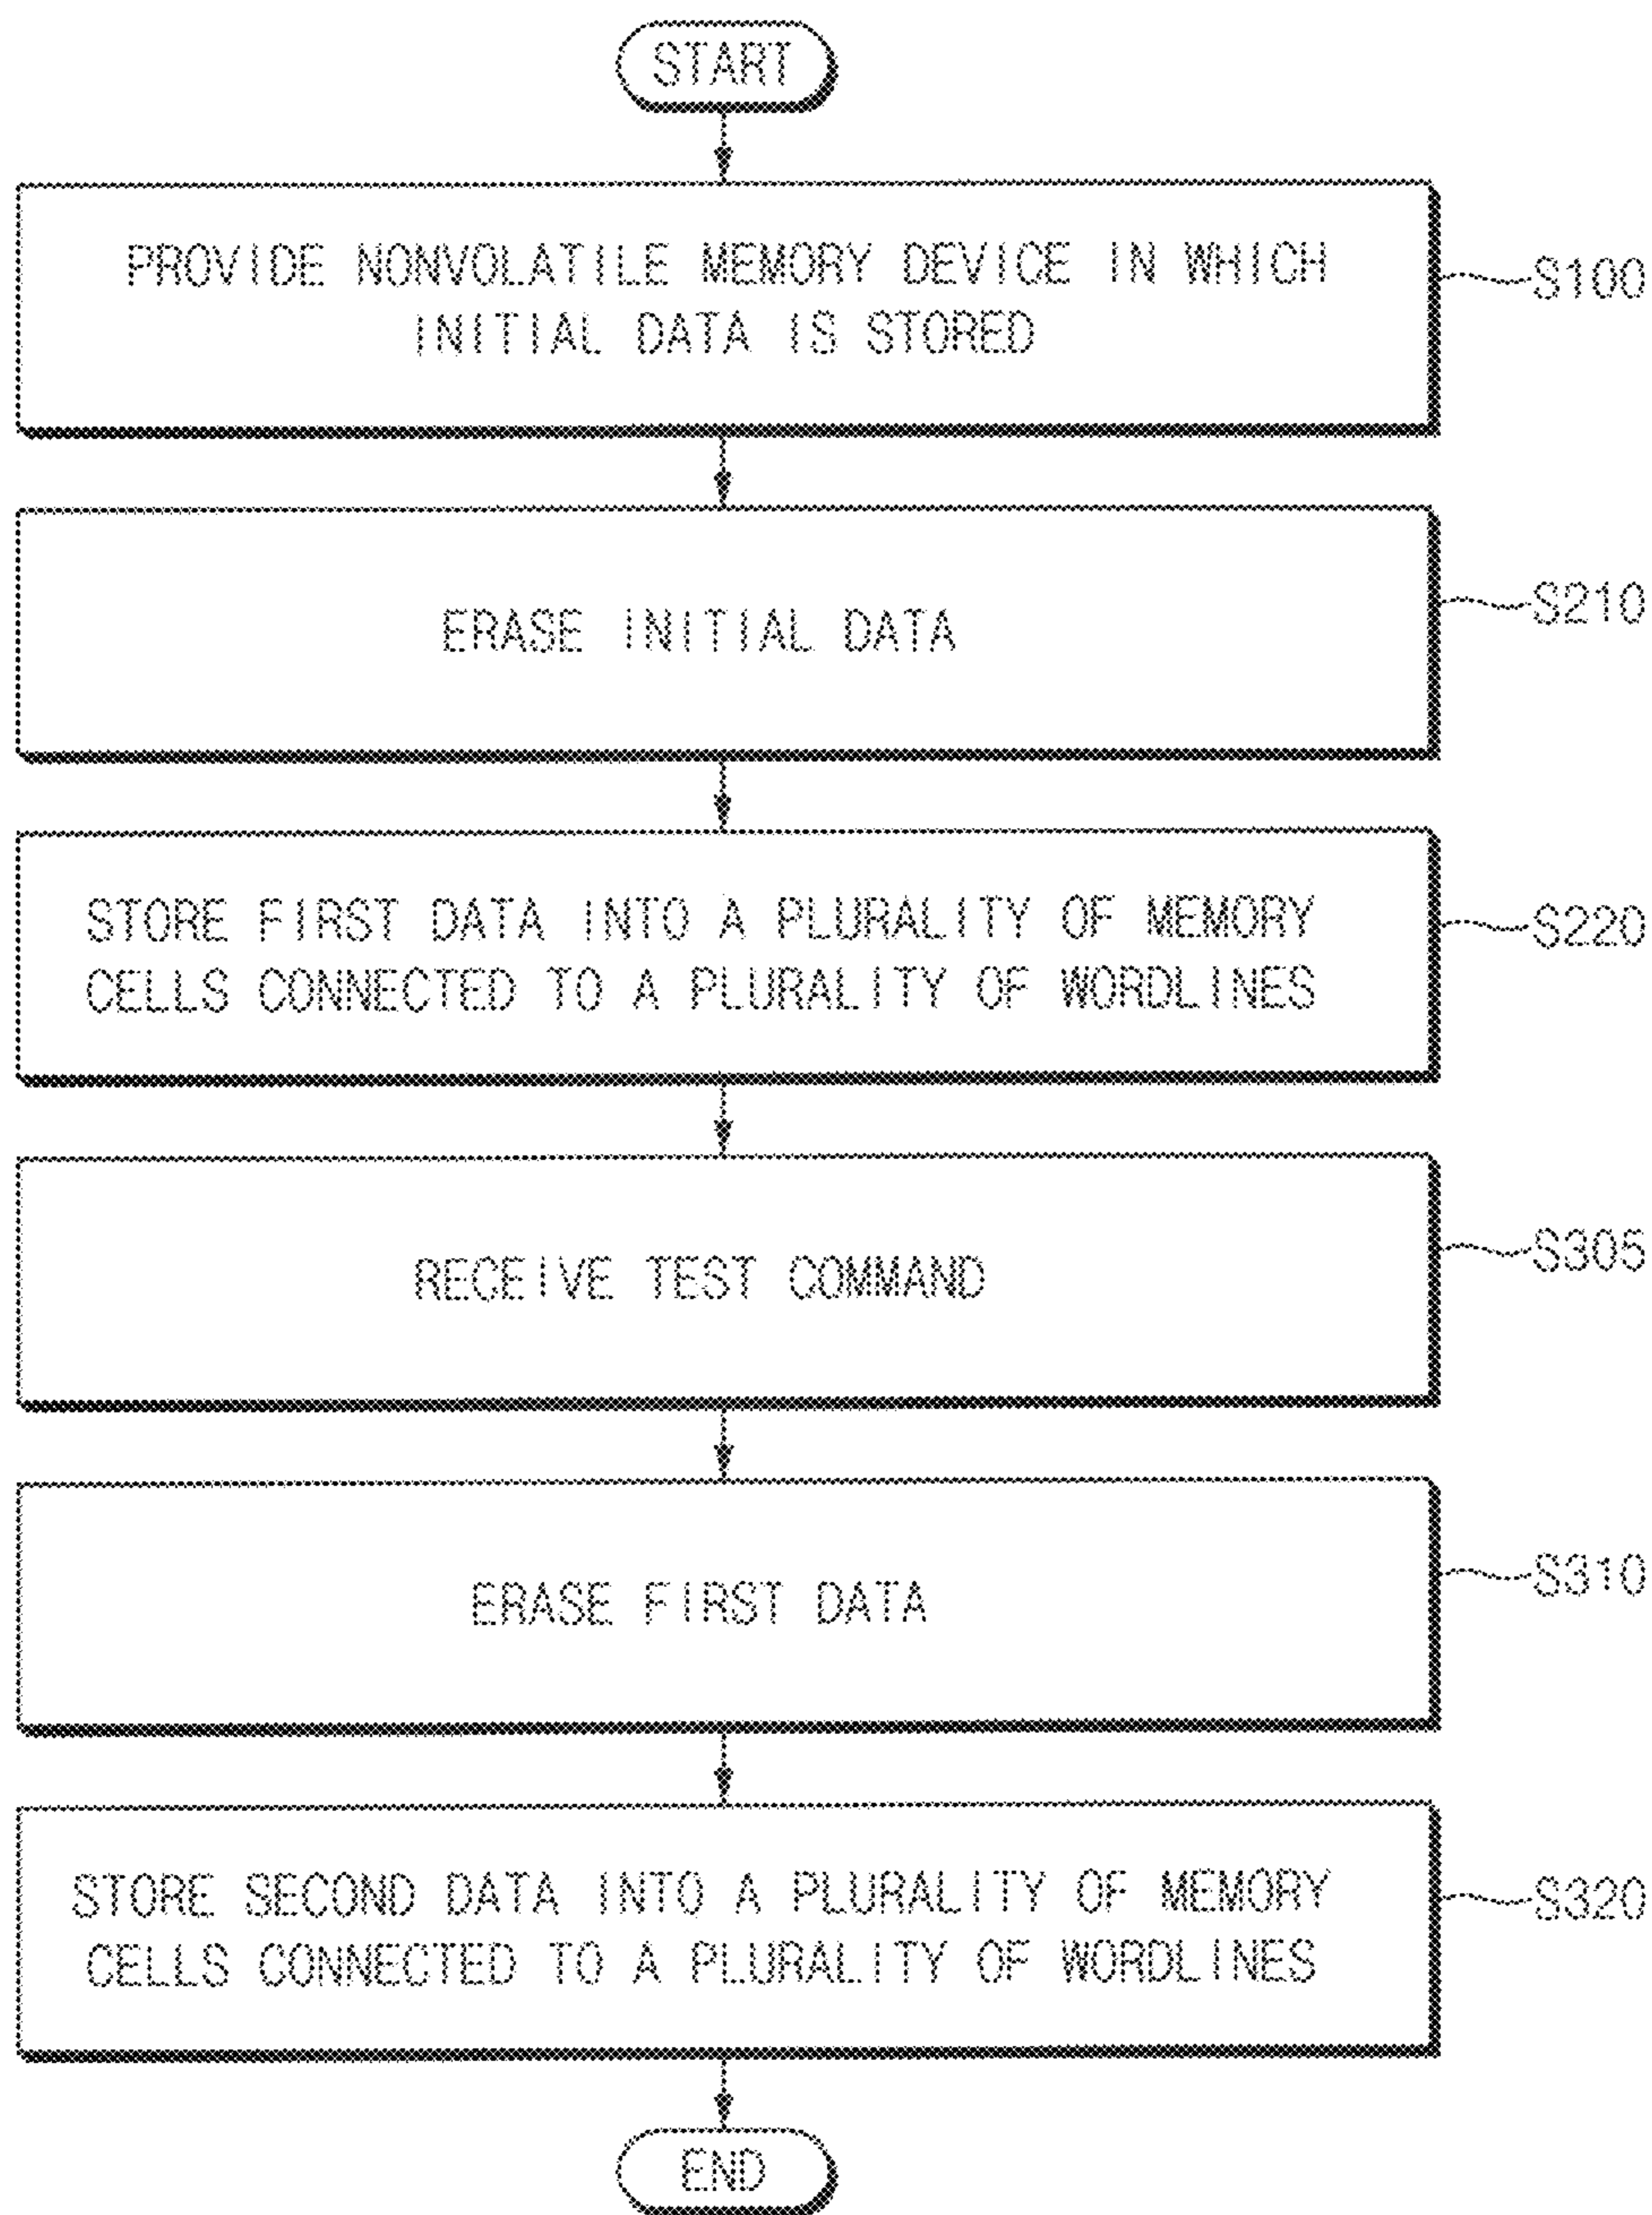 START
PROVIDE NONVOLATILE MEMORY DEVICE IN WHICH
INITIAL DATA IS STORED
S100
ERASE INITIAL DATA
S210
STORE FIRST DATA INTO A PLURALITY OF MEMORY
CELLS CONNECTED TO A PLURALITY OF WORDLINES
S220
RECEIVE TEST COMMAND
S305
ERASE FIRST DATA
S310
STORE SECOND DATA INTO A PLURALITY OF MEMORY
CELLS CONNECTED TO A PLURALITY OF WORDLINES
S320
END